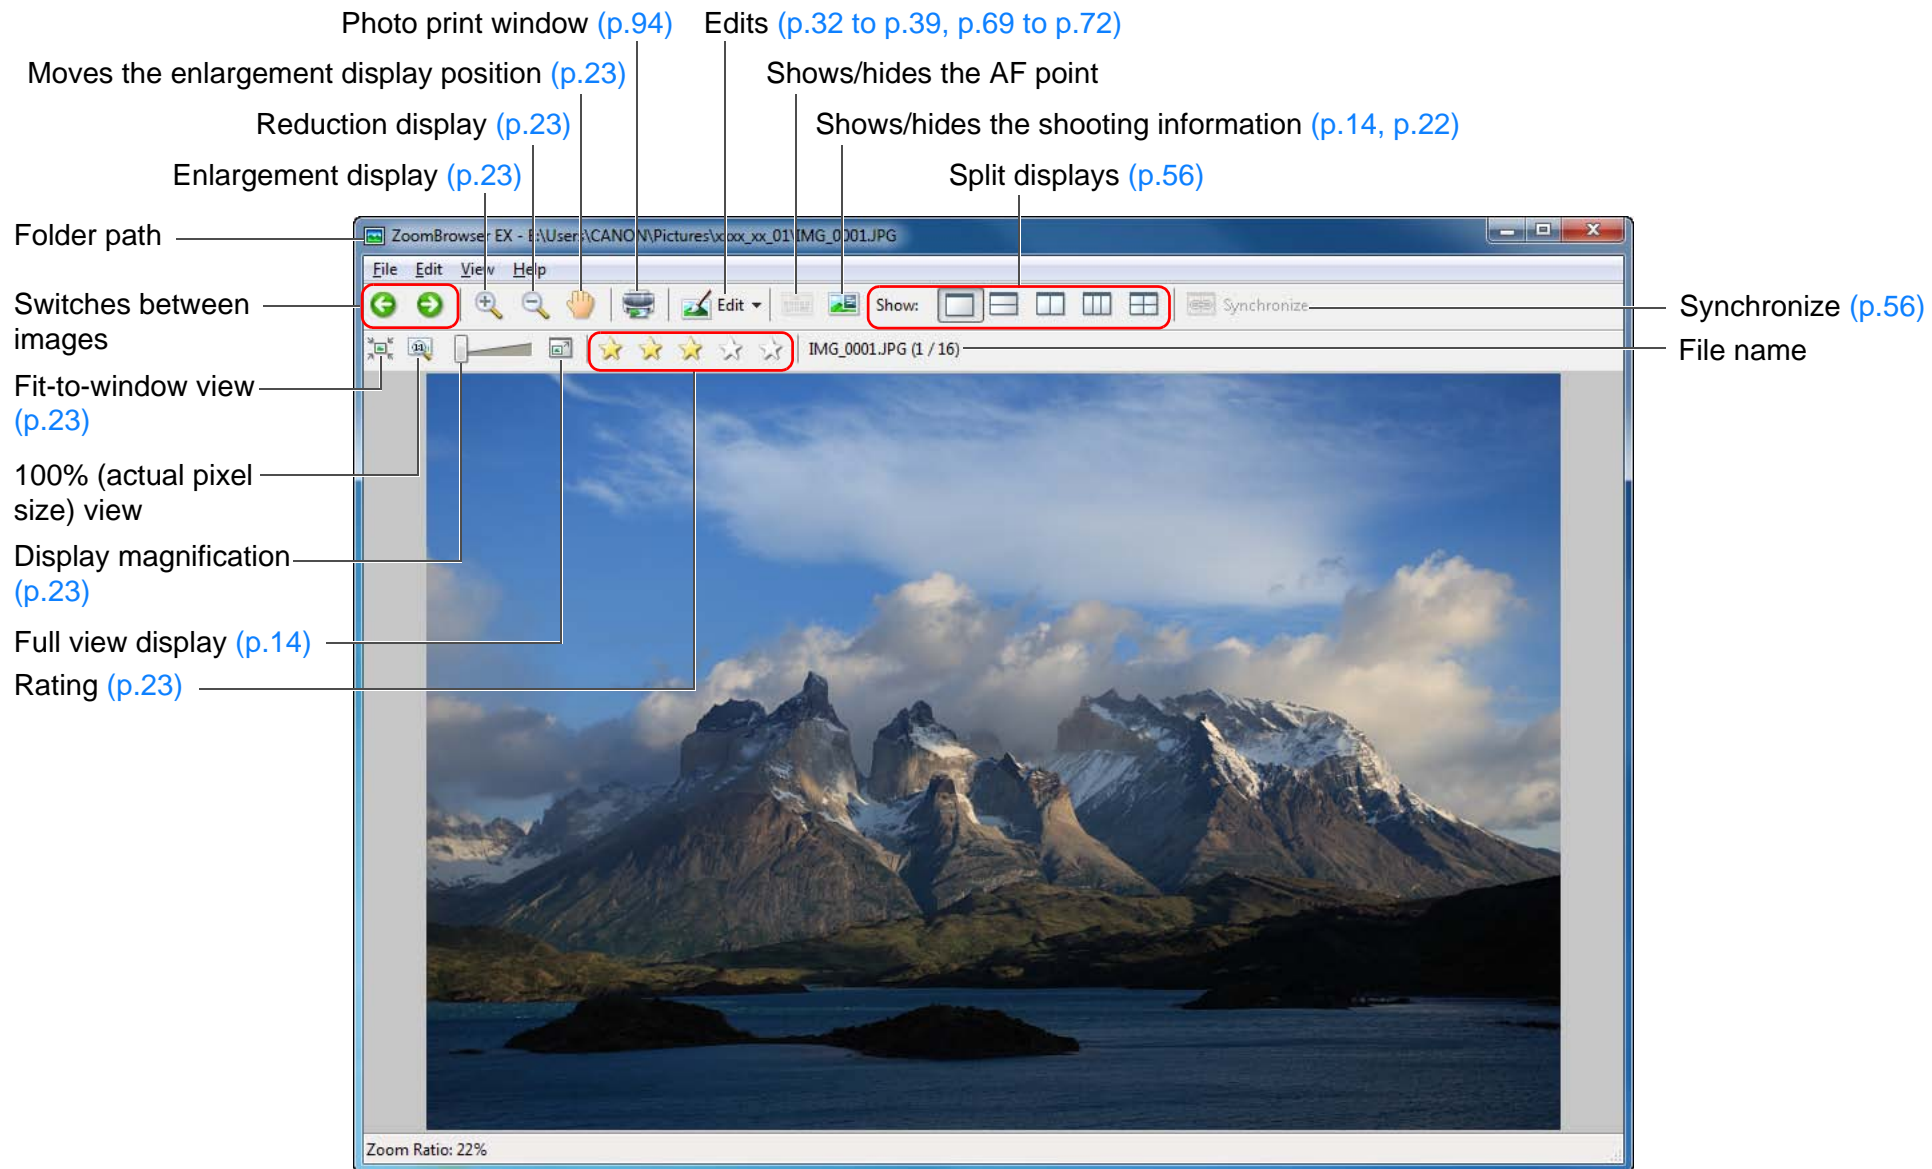 Photo print window (p.94)
Edits (p.32 to p.39, p.69 to p.72)
Moves the enlargement display position (p.23)
Shows/hides the AF point
Reduction display (p.23)
Shows/hides the shooting information (p.14, p.22)
Enlargement display (p.23)
Split displays (p.56)
Folder path
ZoomBrowser EX - E:\Users\CANON\Pictures\xxxx_xx_01\IMG_0001.JPG
File Edit View Help
Switches between
images
Edit
Show:
Synchronize
Synchronize (p.56)
1:1
IMG_0001.JPG (1 / 16)
File name
Fit-to-window view
(p.23)
100% (actual pixel
size) view
Display magnification
(p.23)
Full view display (p.14)
Rating (p.23)
Zoom Ratio: 22%